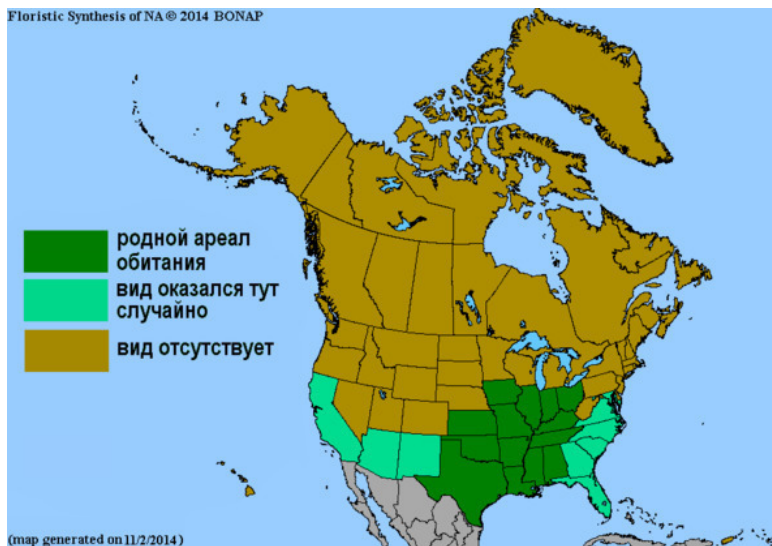 Floristic Synthesis of NA © 2014 BONAP
родной ареал
обитания
вид оказался тут
случайно
вид отсутствует
(map generated on 11/2/2014)